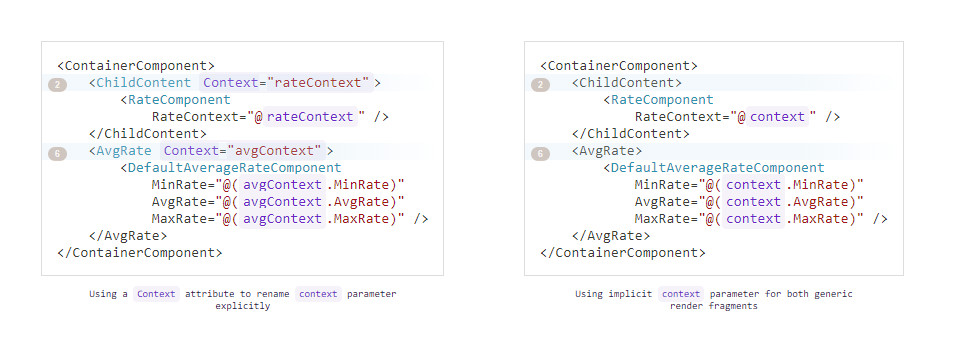 <ContainerComponent>
2 <ChildContent Context="rateContext">
<RateComponent
RateContext="@rateContext" />
</ChildContent>
6 <AvgRate Context="avgContext">
<DefaultAverageRateComponent
MinRate="@(avgContext.MinRate)"
AvgRate="@(avgContext.AvgRate)"
MaxRate="@(avgContext.MaxRate)" />
</AvgRate>
</ContainerComponent>
Using a Context attribute to rename context parameter
explicitly
<ContainerComponent>
2 <ChildContent>
<RateComponent
RateContext="@context" />
</ChildContent>
6 <AvgRate>
<DefaultAverageRateComponent
MinRate="@(context.MinRate)"
AvgRate="@(context.AvgRate)"
MaxRate="@(context.MaxRate)" />
</AvgRate>
</ContainerComponent>
Using implicit context parameter for both generic
render fragments